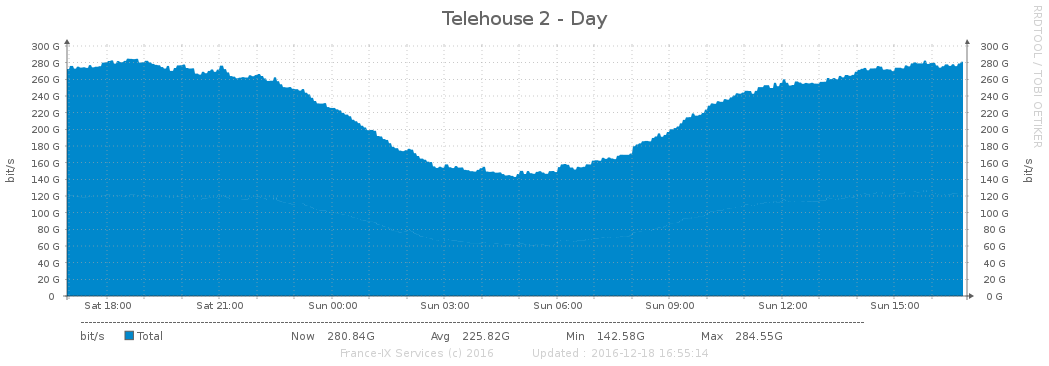 Telehouse 2 - Day
RRDTOOL / TOBI OETIKER
300 G 300 G
280 G 280 G
260 G 260 G
240 G 240 G
220 G 220 G
200 G 200 G
180 G 180 G
160 G 160 G
140 G 140 G
120 G 120 G
100 G 100 G
80 G 80 G
60 G 60 G
40 G 40 G
20 G 20 G
0 0 G
bit/s bit/s
Sat 18:00 Sat 21:00 Sun 00:00 Sun 03:00 Sun 06:00 Sun 09:00 Sun 12:00 Sun 15:00
bit/s Total Now 280.84G Avg 225.82G Min 142.58G Max 284.55G
France-IX Services (c) 2016 Updated : 2016-12-18 16:55:14